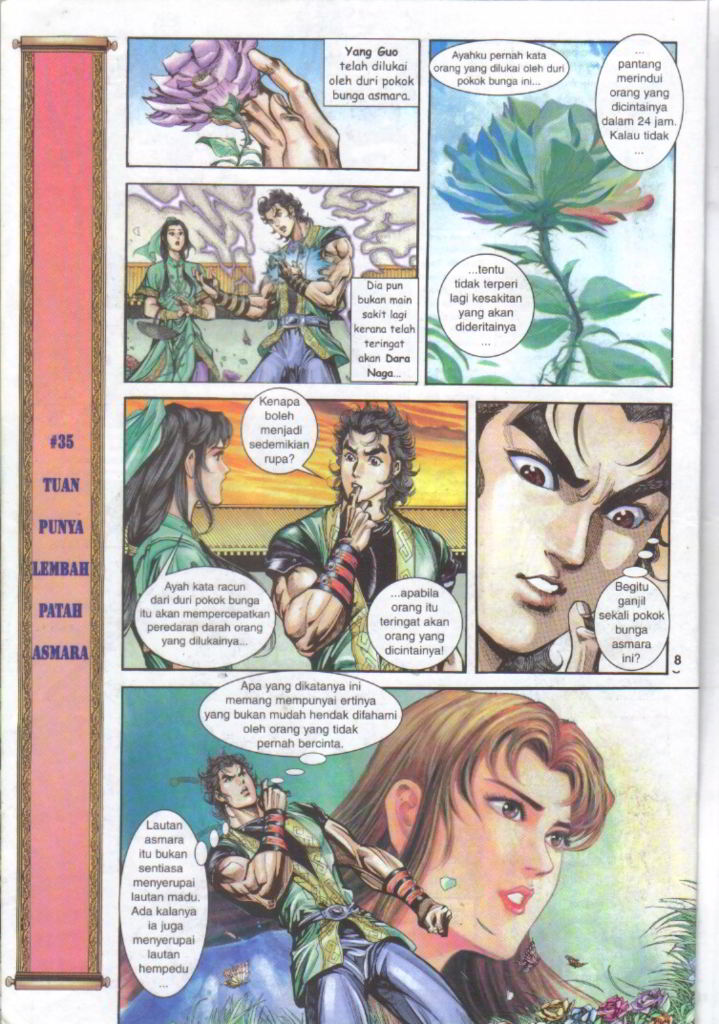 #35
TUAN
PUNYA
LEMBAH
PATAH
ASMARA
Yang Guo
telah dilukai
oleh duri pokok
bunga asmara.
Ayahku pernah kata
orang yang dilukai oleh duri
pokok bunga ini...
...
pantang
merindui
orang yang
dicintainya
dalam 24 jam.
Kalau tidak
...
...tentu
tidak terperi
lagi kesakitan
yang akan
dideritainya
...
Dia pun
bukan main
sakit lagi
kerana telah
teringat
akan Dara
Naga...
Kenapa
boleh
menjadi
sedemikian
rupa?
Ayah kata racun
dari duri pokok bunga
itu akan mempercepatkan
peredaran darah orang
yang dilukainya...
...apabila
orang itu
teringat akan
orang yang
dicintainya!
Begitu
ganjil
sekali pokok
bunga
asmara
ini?
8
Apa yang dikatanya ini
memang mempunyai ertinya
yang bukan mudah hendak difahami
oleh orang yang tidak
pernah bercinta.
Lautan
asmara
itu bukan
sentiasa
menyerupai
lautan madu.
Ada kalanya
ia juga
menyerupai
lautan
hempedu
...